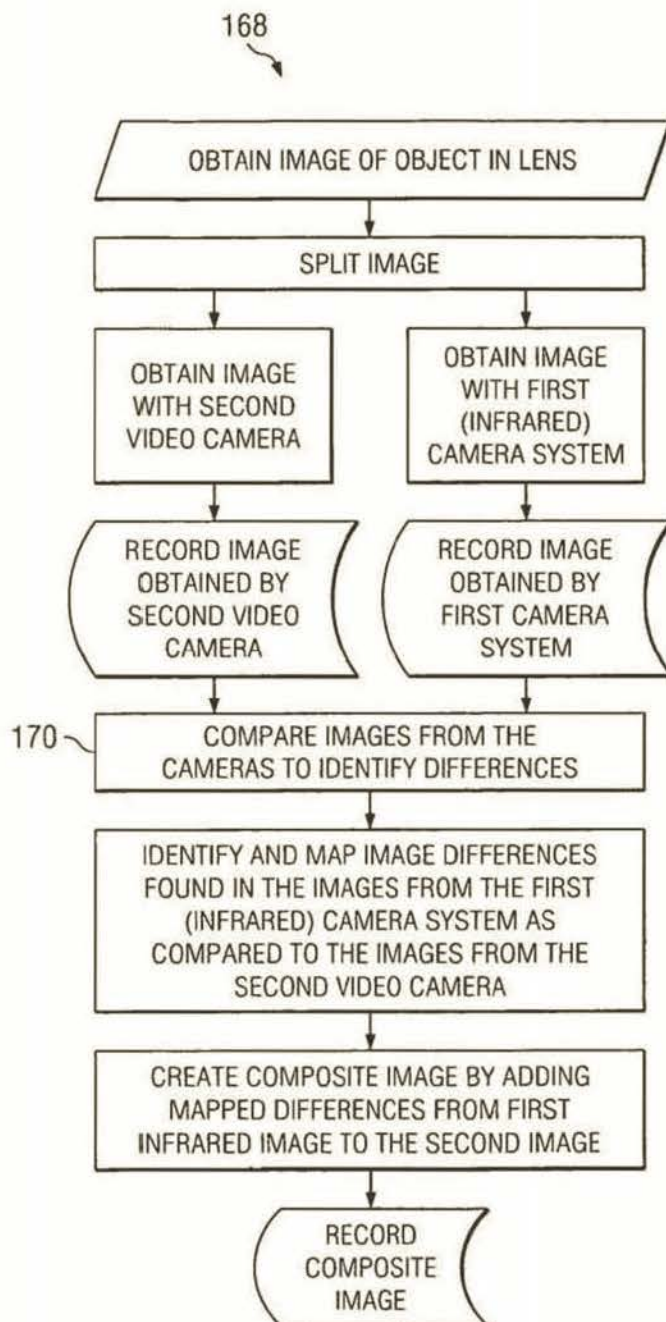 168
OBTAIN IMAGE OF OBJECT IN LENS
SPLIT IMAGE
OBTAIN IMAGE
WITH SECOND
VIDEO CAMERA
OBTAIN IMAGE
WITH FIRST
(INFRARED)
CAMERA SYSTEM
RECORD IMAGE
OBTAINED BY
SECOND VIDEO
CAMERA
RECORD IMAGE
OBTAINED BY
FIRST CAMERA
SYSTEM
170
COMPARE IMAGES FROM THE
CAMERAS TO IDENTIFY DIFFERENCES
IDENTIFY AND MAP IMAGE DIFFERENCES
FOUND IN THE IMAGES FROM THE FIRST
(INFRARED) CAMERA SYSTEM AS
COMPARED TO THE IMAGES FROM THE
SECOND VIDEO CAMERA
CREATE COMPOSITE IMAGE BY ADDING
MAPPED DIFFERENCES FROM FIRST
INFRARED IMAGE TO THE SECOND IMAGE
RECORD
COMPOSITE
IMAGE